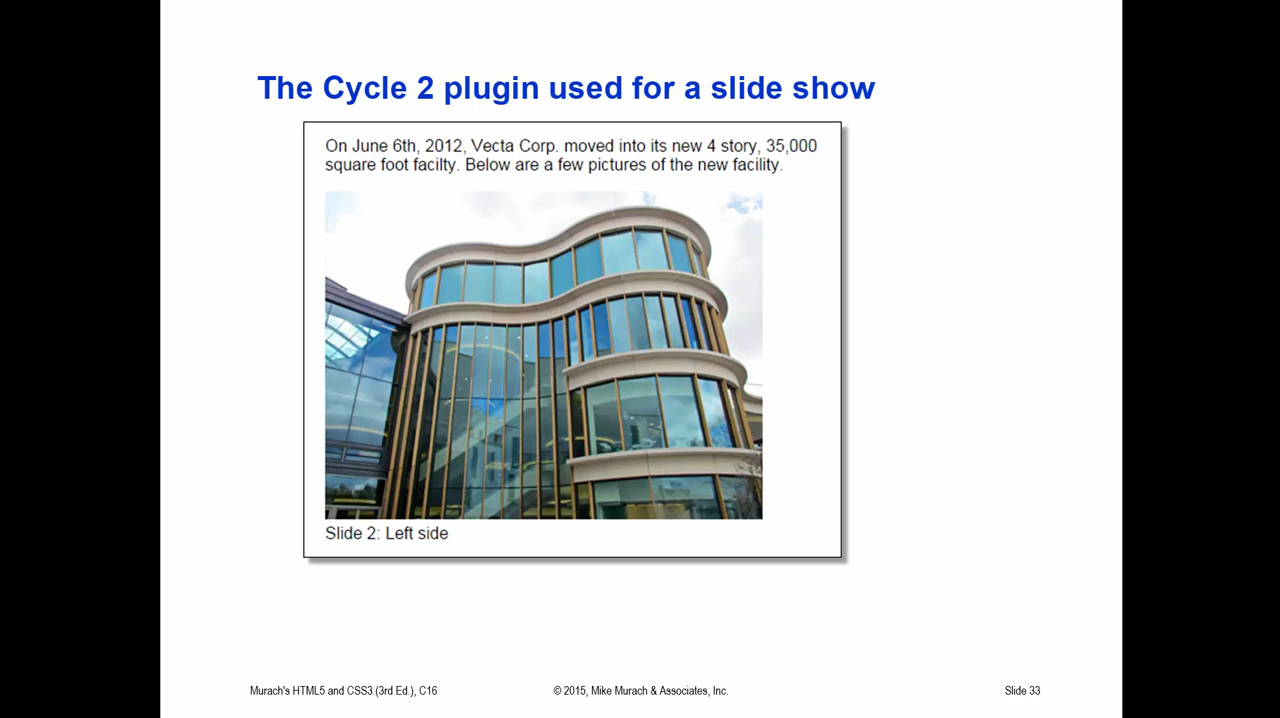 The Cycle 2 plugin used for a slide show
On June 6th, 2012, Vecta Corp. moved into its new 4 story, 35,000
square foot facilty. Below are a few pictures of the new facility.
Slide 2: Left side
Murach's HTML5 and CSS3 (3rd Ed.), C16
© 2015, Mike Murach & Associates, Inc.
Slide 33